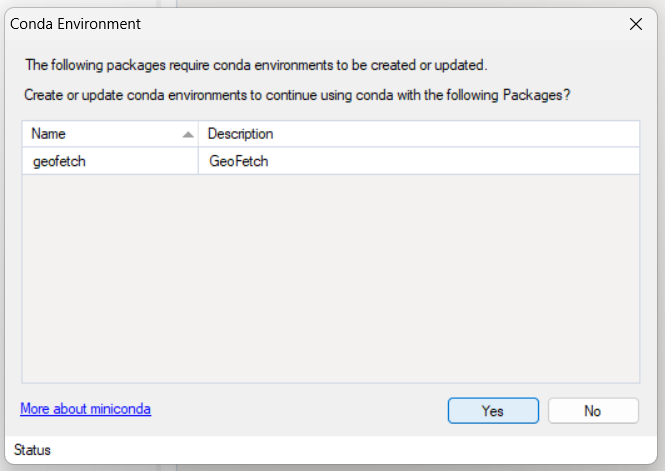 Conda Environment
The following packages require conda environments to be created or updated.
Create or update conda environments to continue using conda with the following Packages?
Name Description
geofetch GeoFetch
More about miniconda Yes No
Status